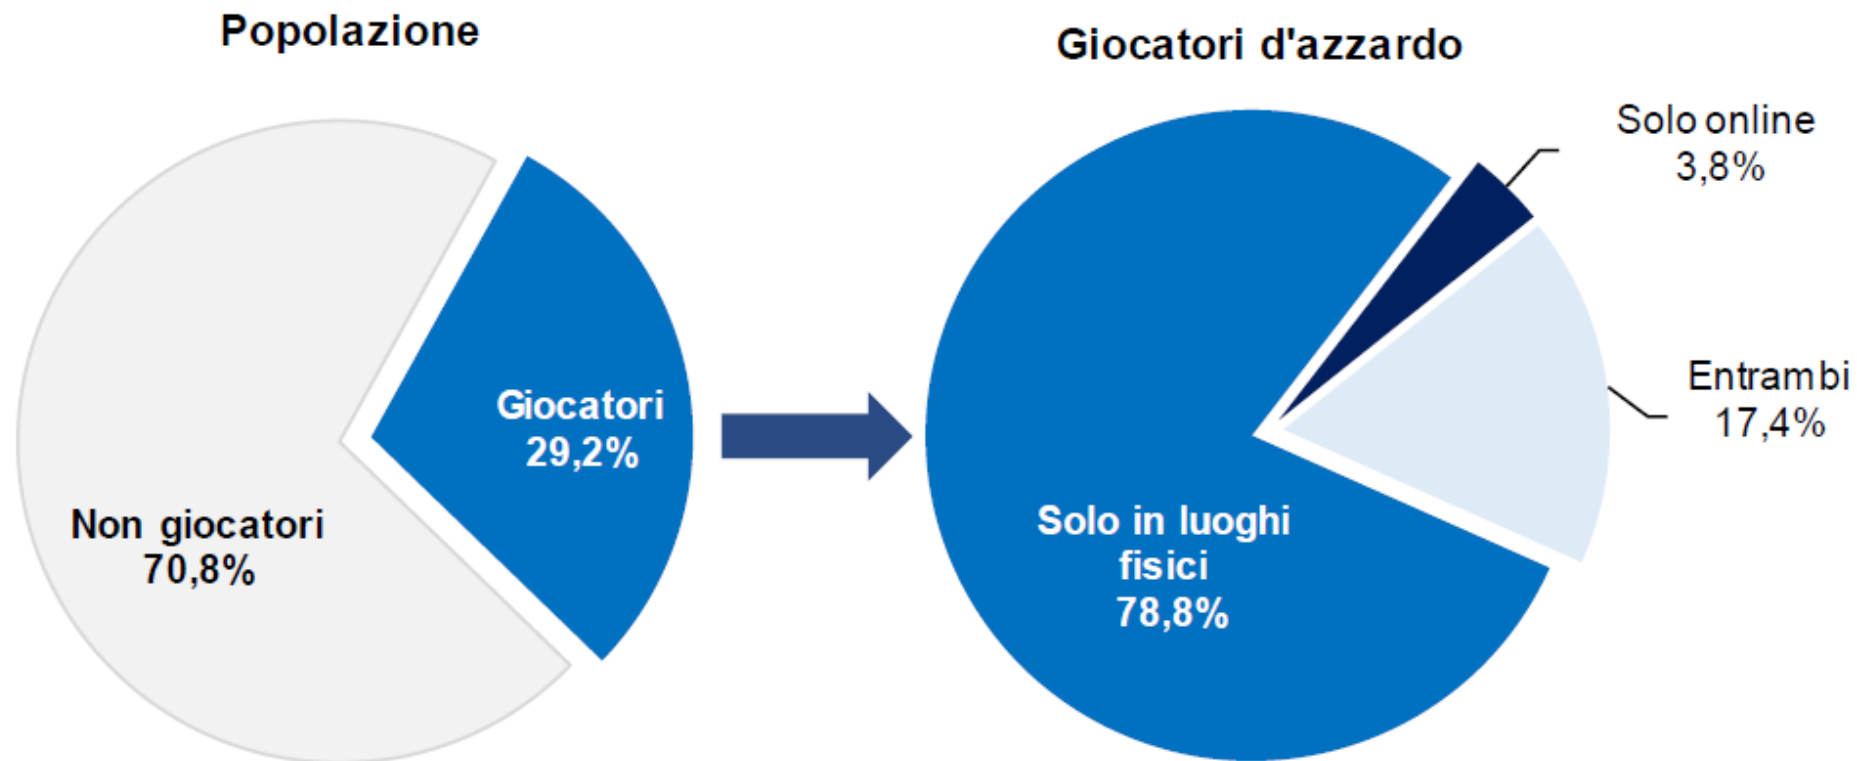 Popolazione
Giocatori
29,2%
Non giocatori
70,8%
Giocatori d'azzardo
Solo online
3,8%
Entrambi
17,4%
Solo in luoghi
fisici
78,8%